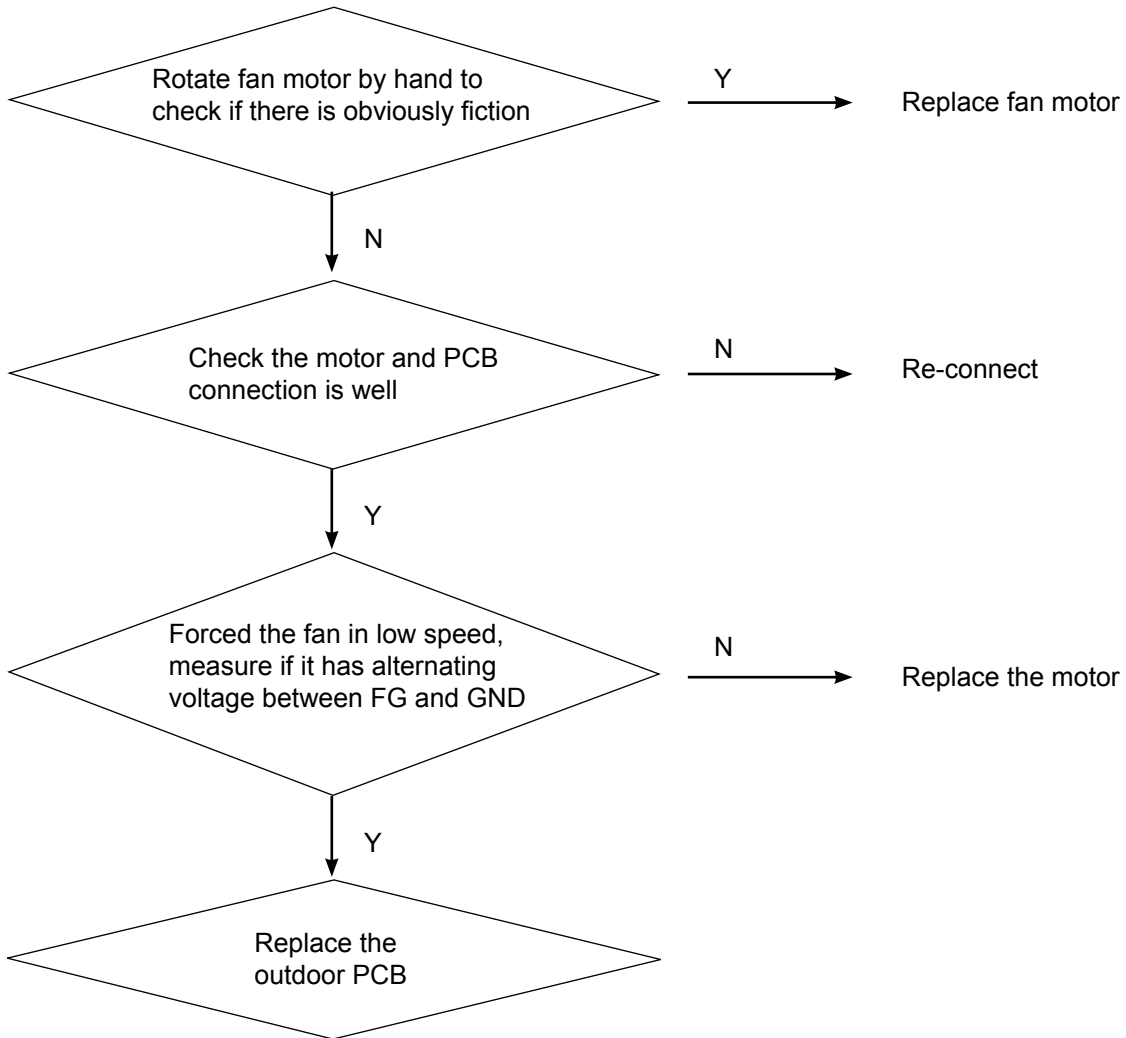 Rotate fan motor by hand to
check if there is obviously fiction
Y
Replace fan motor
N
Check the motor and PCB
connection is well
N
Re-connect
Y
Forced the fan in low speed,
measure if it has alternating
voltage between FG and GND
N
Replace the motor
Y
Replace the
outdoor PCB